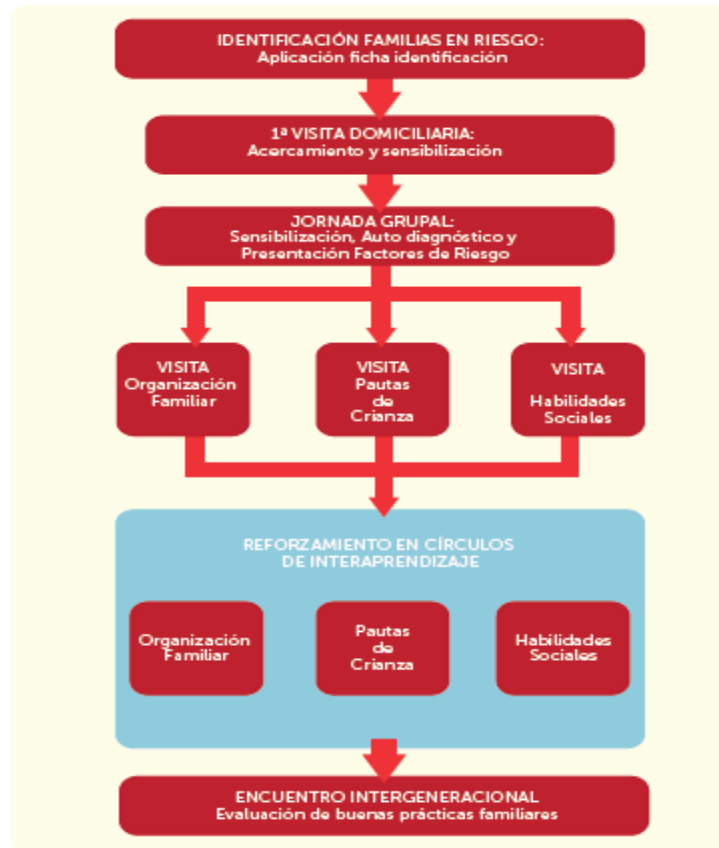 IDENTIFICACIÓN FAMILIAS EN RIESGO:
Aplicación ficha identificación
1ª VISITA DOMICILIARIA:
Acercamiento y sensibilización
JORNADA GRUPAL:
Sensibilización, Auto diagnóstico y
Presentación Factores de Riesgo
VISITA
Organización
Familiar
VISITA
Pautas
de
Crianza
VISITA
Habilidades
Sociales
REFORZAMIENTO EN CÍRCULOS
DE INTERAPRENDIZAJE
Organización
Familiar
Pautas
de
Crianza
Habilidades
Sociales
ENCUENTRO INTERGENERACIONAL
Evaluación de buenas prácticas familiares